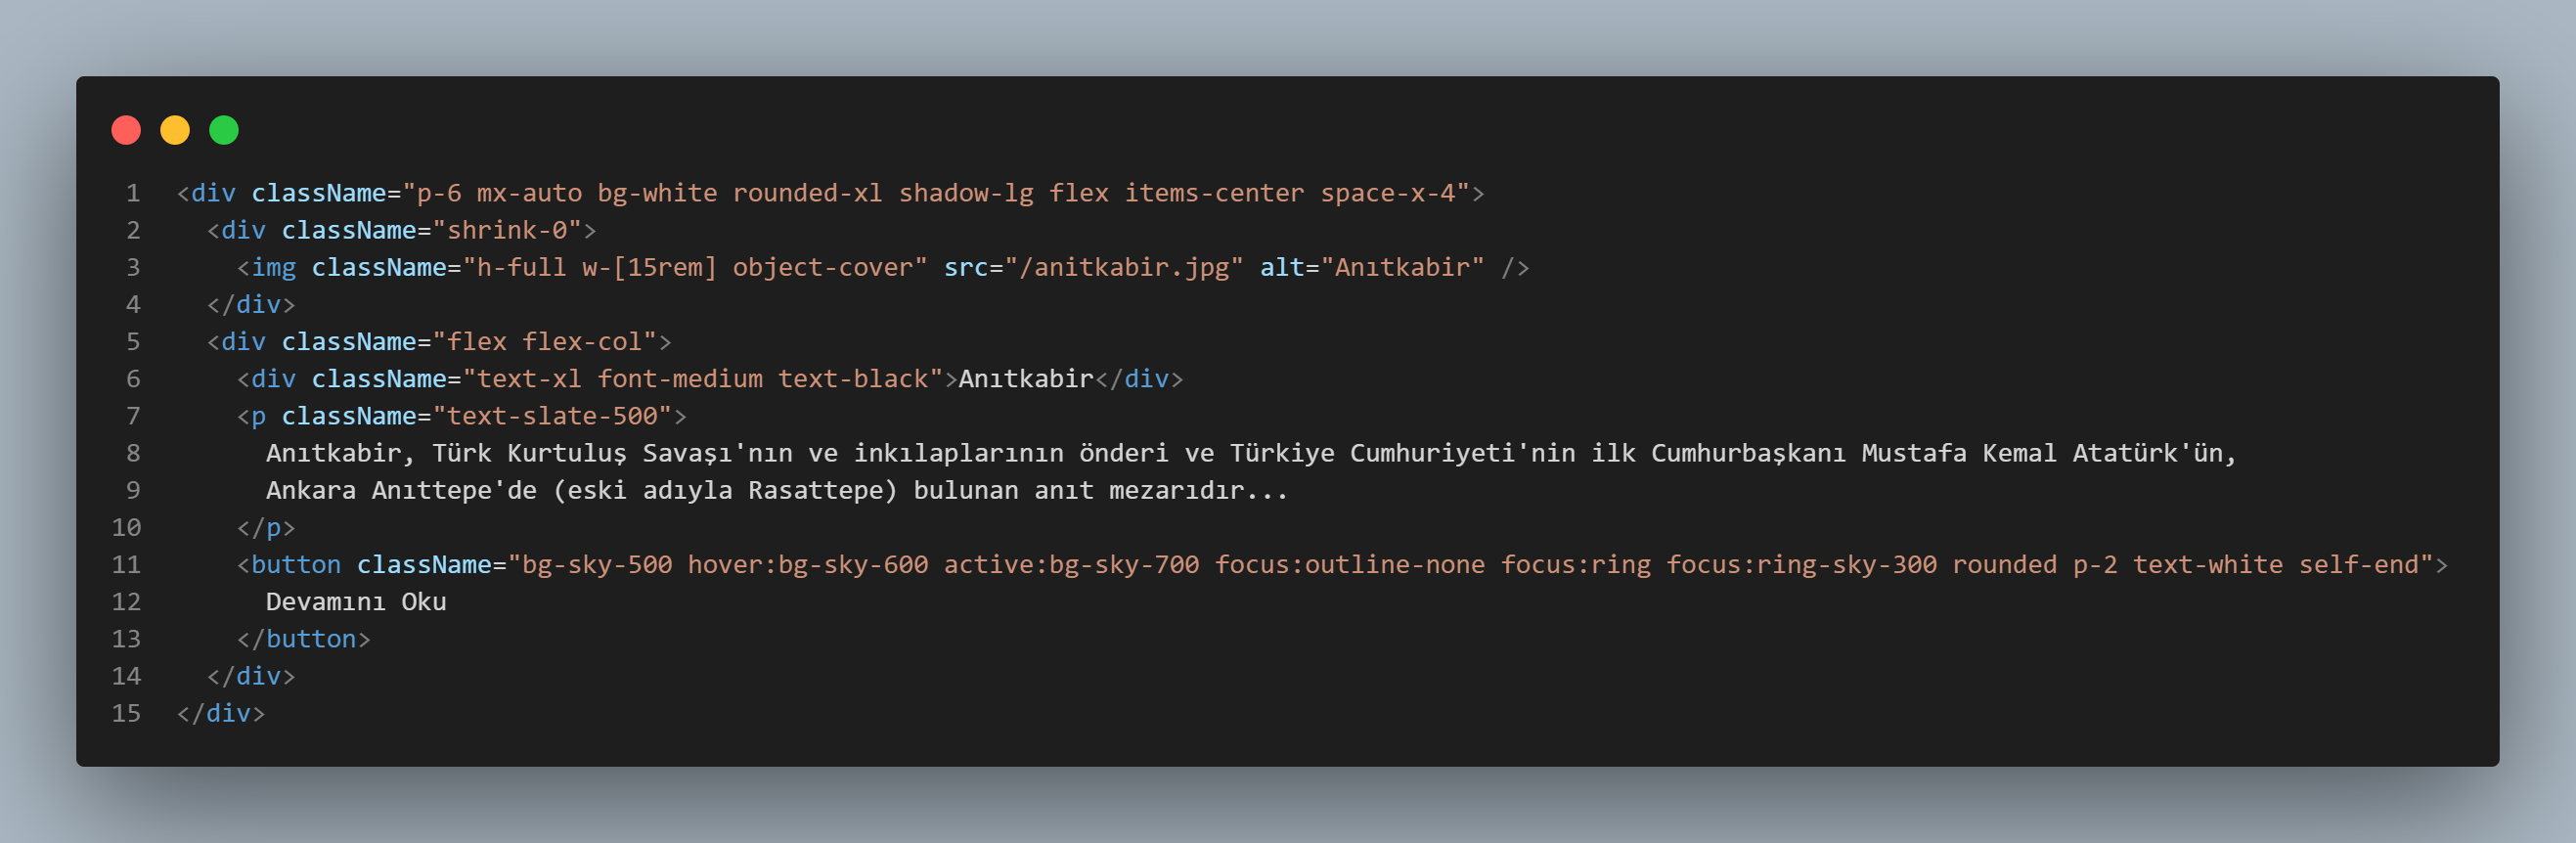 1 <div className="p-6 mx-auto bg-white rounded-xl shadow-lg flex items-center space-x-4">
2   <div className="shrink-0">
3     <img className="h-full w-[15rem] object-cover" src="/anitkabir.jpg" alt="Anıtkabir" />
4   </div>
5   <div className="flex flex-col">
6     <div className="text-xl font-medium text-black">Anıtkabir</div>
7     <p className="text-slate-500">
8       Anıtkabir, Türk Kurtuluş Savaşı'nın ve inkılaplarının önderi ve Türkiye Cumhuriyeti'nin ilk Cumhurbaşkanı Mustafa Kemal Atatürk'ün,
9       Ankara Anıttepe'de (eski adıyla Rasattepe) bulunan anıt mezarıdır...
10     </p>
11     <button className="bg-sky-500 hover:bg-sky-600 active:bg-sky-700 focus:outline-none focus:ring focus:ring-sky-300 rounded p-2 text-white self-end">
12       Devamını Oku
13     </button>
14   </div>
15 </div>